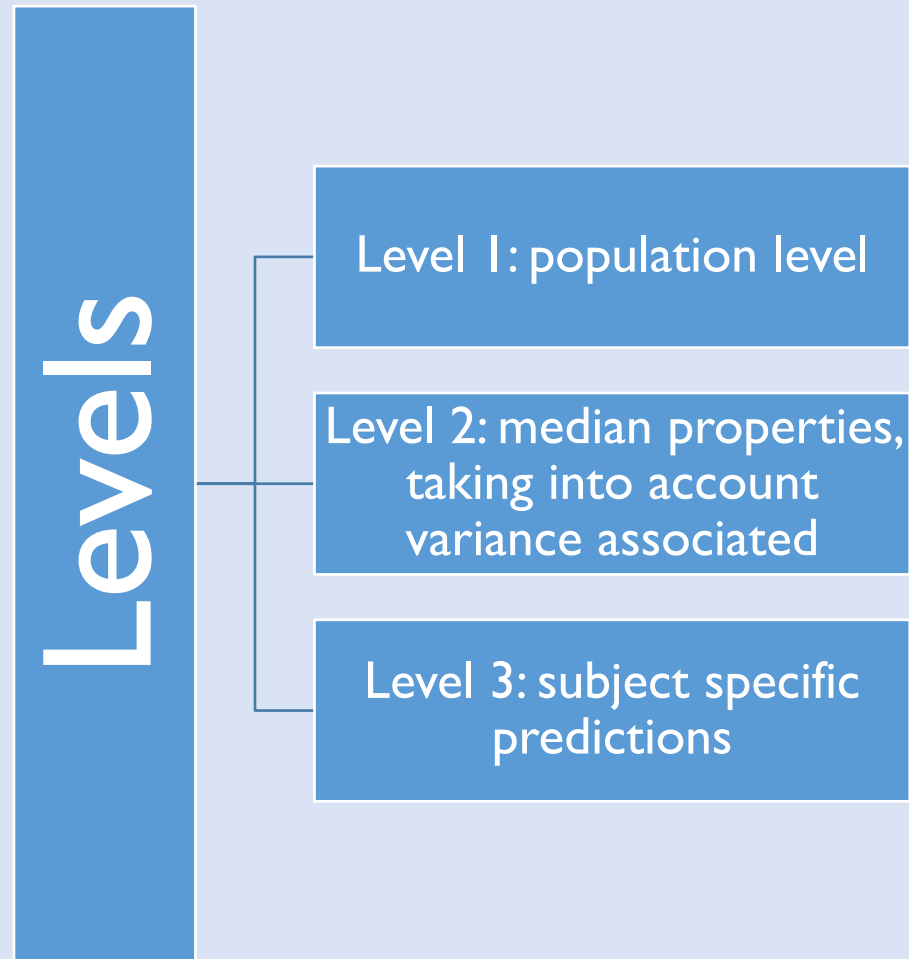 Levels
Level 1: population level
Level 2: median properties,
taking into account
variance associated
Level 3: subject specific
predictions